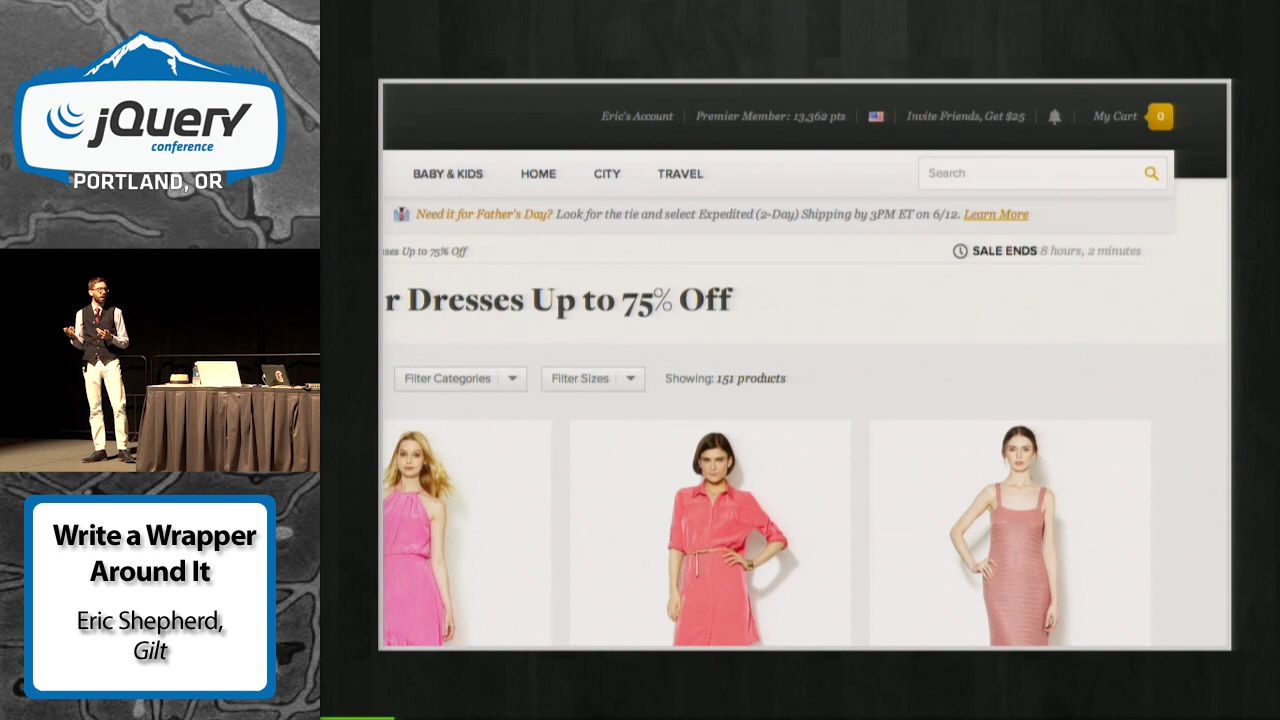 jQuery
conference
PORTLAND, OR
Write a Wrapper
Around It
Eric Shepherd,
Gilt
Eric's Account
Premier Member: 13,362 pts
Invite Friends, Get $25
My Cart
0
BABY & KIDS
HOME
CITY
TRAVEL
Search
Need it for Father's Day? Look for the tie and select Expedited (2-Day) Shipping by 3PM ET on 6/12. Learn More
ses Up to 75% Off
SALE ENDS 8 hours, 2 minutes
r Dresses Up to 75% Off
Filter Categories
Filter Sizes
Showing: 151 products